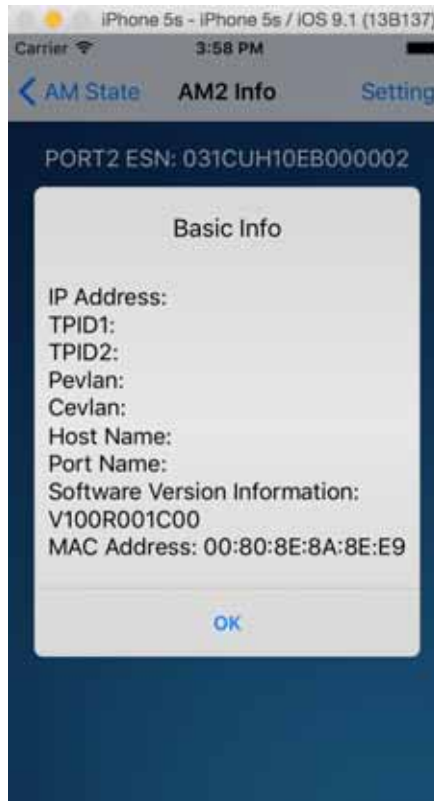 iPhone 5s - iPhone 5s / iOS 9.1 (13B137)
Carrier 3:58 PM
AM State AM2 Info Setting
PORT2 ESN: 031CUH10EB000002
Basic Info
IP Address:
TPID1:
TPID2:
Pevlan:
Cevlan:
Host Name:
Port Name:
Software Version Information:
V100R001C00
MAC Address: 00:80:8E:8A:8E:E9
OK